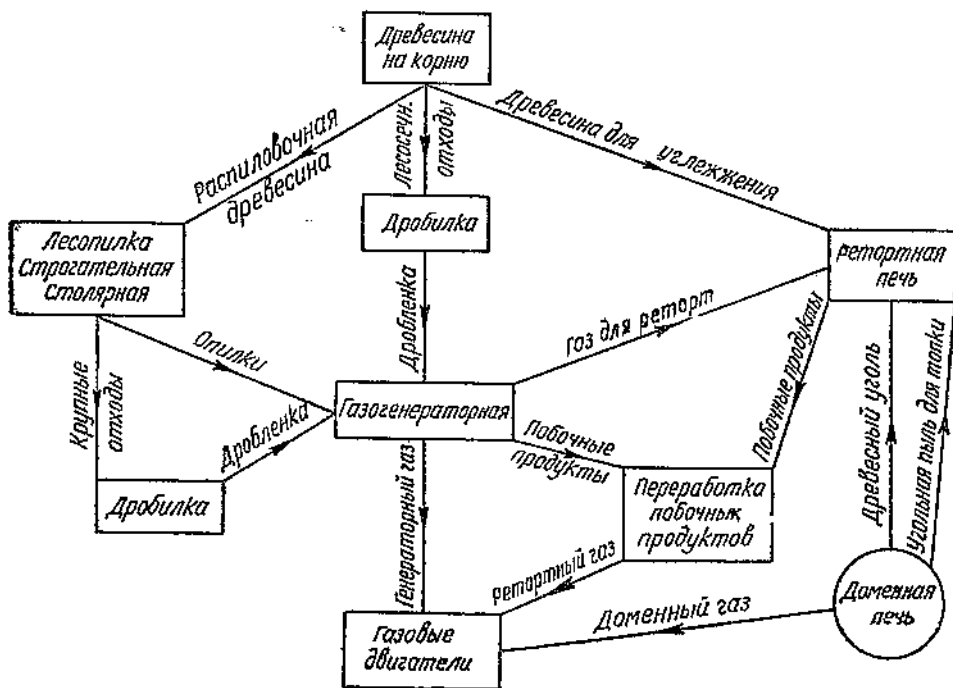 Древесина
на корню
Распиловочная
древесина
Лесосечн.
отходы
Древесина для углежжения
Лесопилка
Строгательная
Столярная
Дробилка
Ретортная
печь
Опилки
Крупные
отходы
Дробленка
Дробленка
Газ для реторт
Побочные продукты
Древесный уголь
Угольная пыль для топки
Газогенераторная
Дробилка
Побочные
продукты
Генераторный газ
Переработка
побочных
продуктов
Ретортный газ
Доменный газ
Доменная
печь
Газовые
двигатели